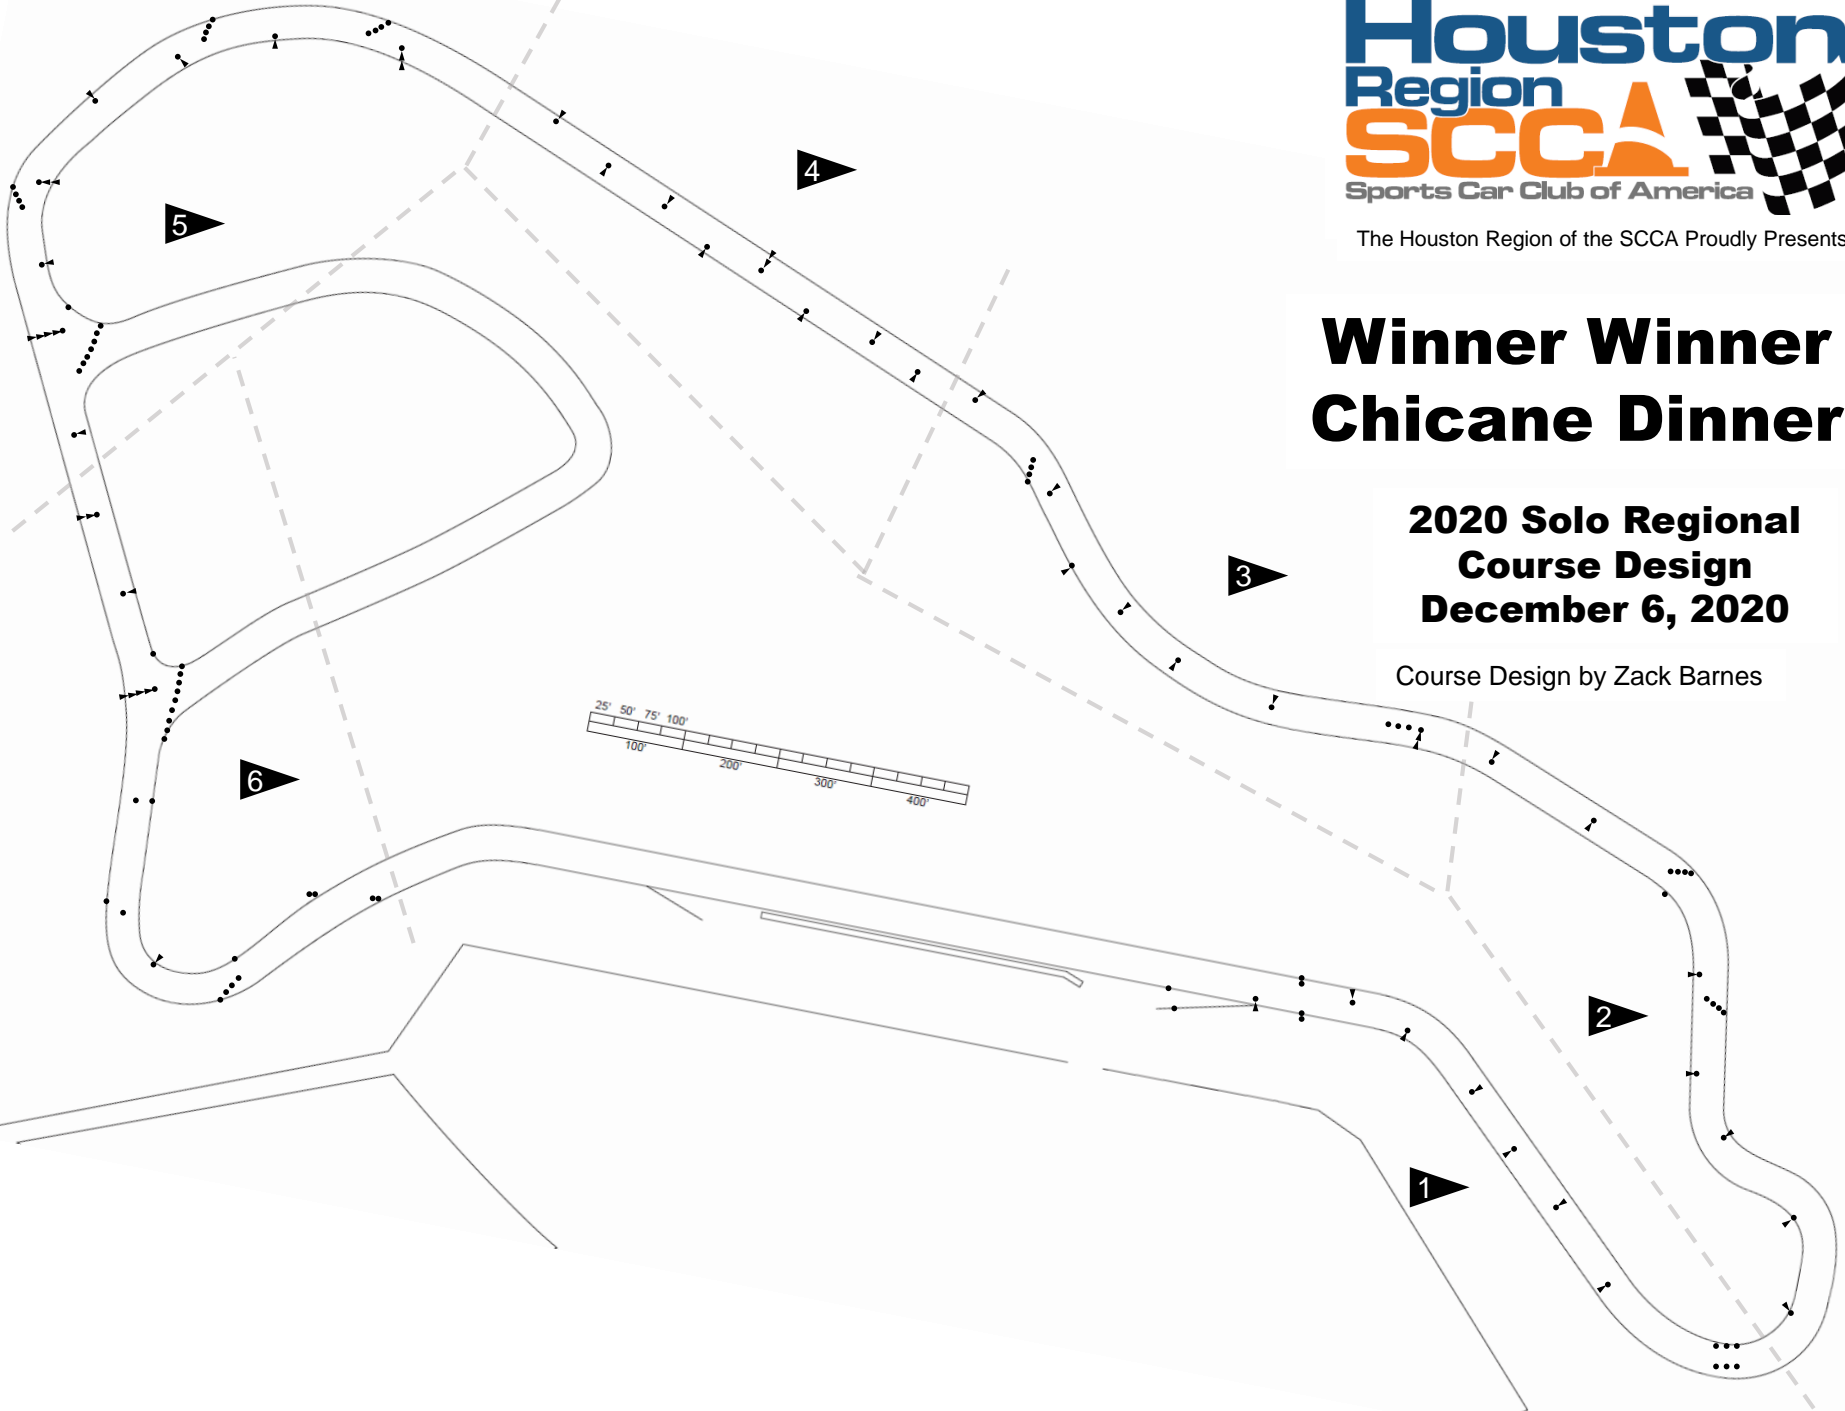 Houston
Region
SCCA
Sports Car Club of America
The Houston Region of the SCCA Proudly Presents
Winner Winner
Chicane Dinner
2020 Solo Regional
Course Design
December 6, 2020
Course Design by Zack Barnes
4
5
3
25' 50' 75' 100'
100' 200' 300' 400'
6
2
1